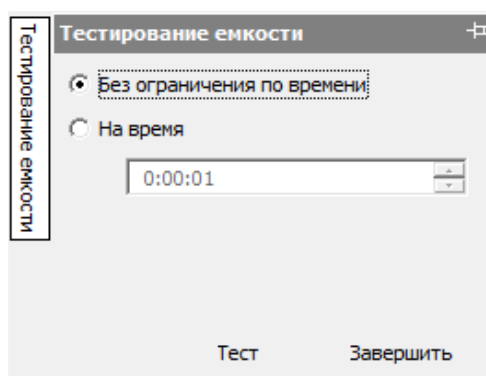 Тестирование емкости
Тестирование емкости
Без ограничения по времени
На время
0:00:01
Тест
Завершить